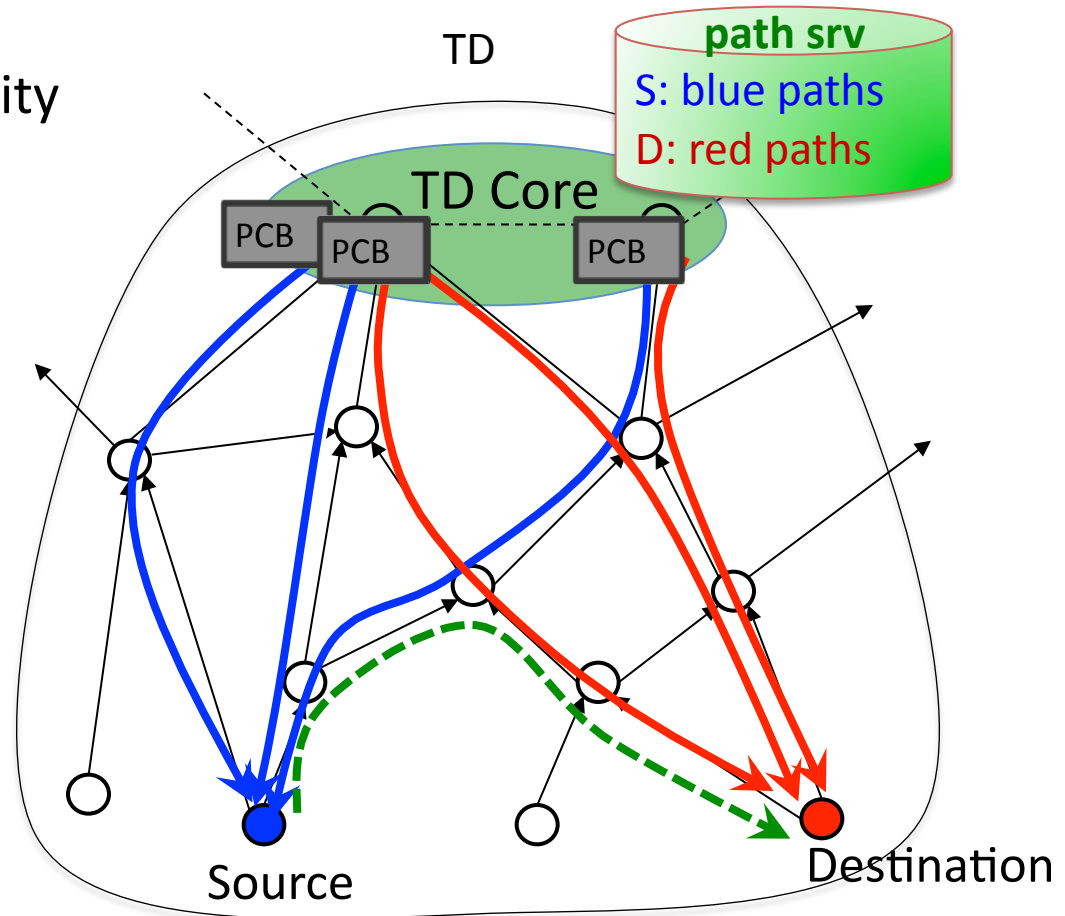 TD
path srv
ity
S: blue paths
D: red paths
TD Core
PCB
PCB
PCB
Source
Destination